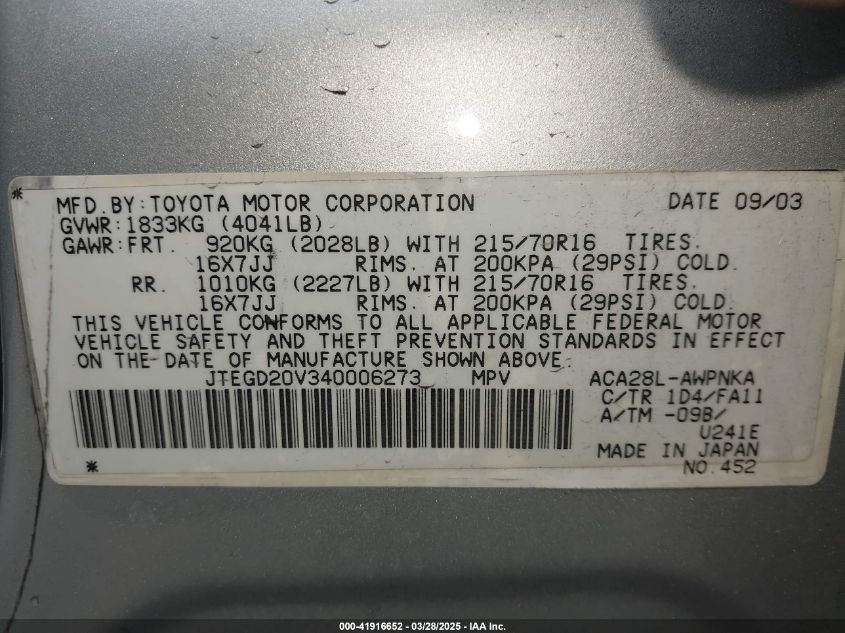 MFD.BY:TOYOTA MOTOR CORPORATION DATE 09/03
GVWR:1833KG (4041LB)
GAWR:FRT. 920KG (2028LB) WITH 215/70R16 TIRES.
16X7JJ RIMS. AT 200KPA (29PSI) COLD.
RR. 1010KG (2227LB) WITH 215/70R16 TIRES.
16X7JJ RIMS. AT 200KPA (29PSI) COLD.
THIS VEHICLE CONFORMS TO ALL APPLICABLE FEDERAL MOTOR
VEHICLE SAFETY AND THEFT PREVENTION STANDARDS IN EFFECT
ON THE DATE OF MANUFACTURE SHOWN ABOVE.
JTEGD20V340006273 MPV ACA28L-AWPNKA
C/TR 1D4/FA11
A/TM -09B/
U241E
MADE IN JAPAN
NO.452
000-41916652 / 03/28/2025 - IAA Inc.